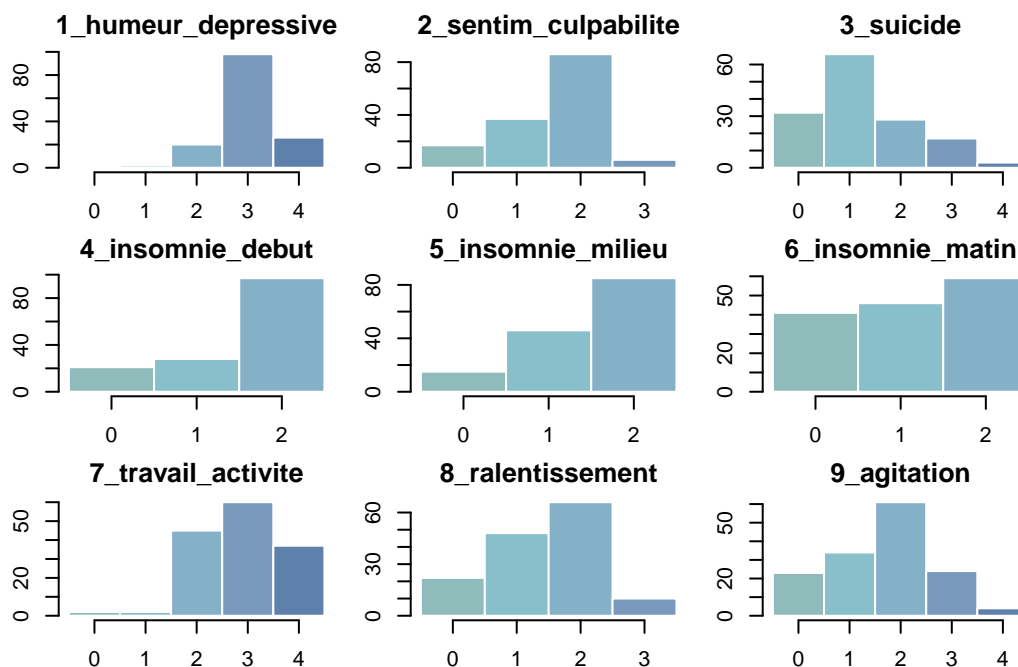 1_humeur_depressive
0 40 80
0 1 2 3 4
2_sentim_culpabilite
0 40 80
0 1 2 3
3_suicide
0 30 60
0 1 2 3 4
4_insomnie_debut
0 40 80
0 1 2
5_insomnie_milieu
0 40 80
0 1 2
6_insomnie_matin
0 20 50
0 1 2
7_travail_activite
0 20 50
0 1 2 3 4
8_ralentissement
0 30 60
0 1 2 3
9_agitation
0 20 50
0 1 2 3 4